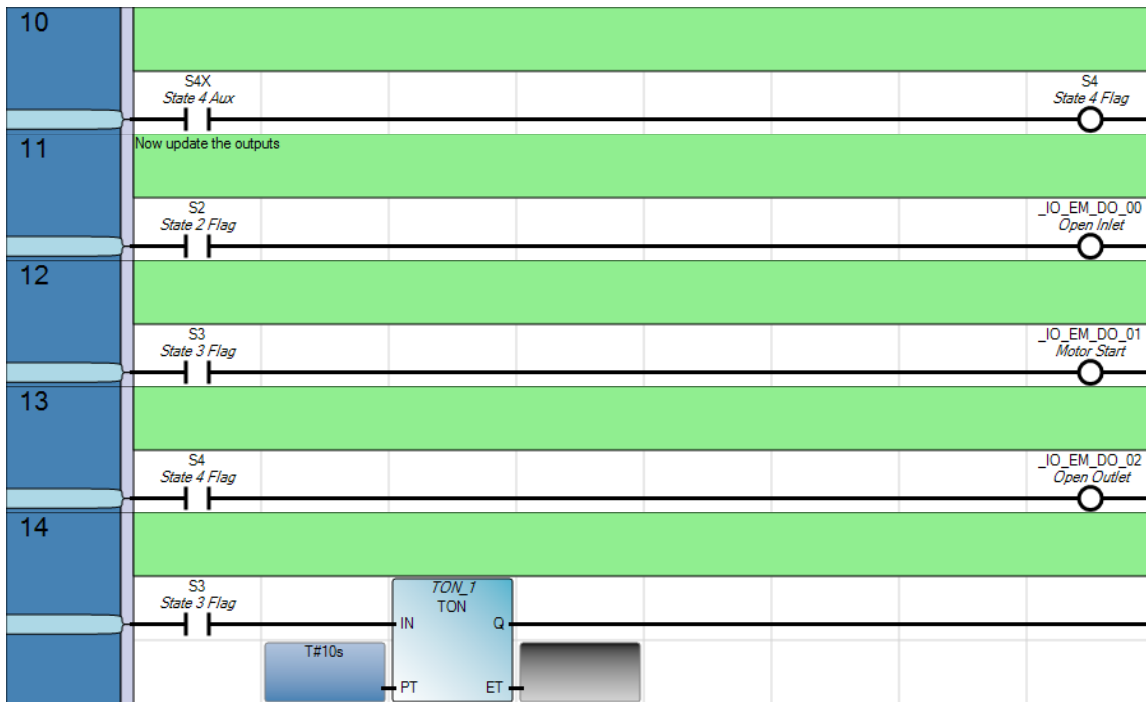 10
S4X
State 4 Aux
S4
State 4 Flag
11
Now update the outputs
S2
State 2 Flag
_IO_EM_DO_00
Open Inlet
12
S3
State 3 Flag
_IO_EM_DO_01
Motor Start
13
S4
State 4 Flag
_IO_EM_DO_02
Open Outlet
14
S3
State 3 Flag
TON_1
TON
IN Q
T#10s
PT ET